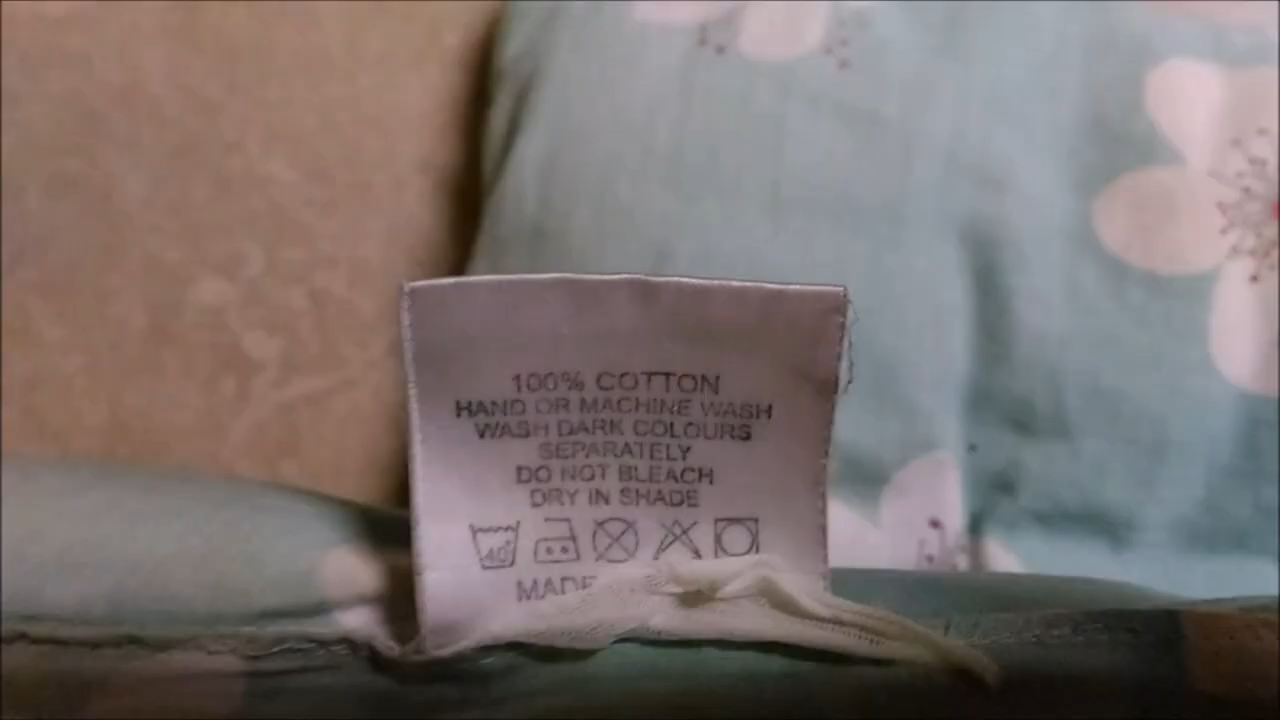 100% COTTON
HAND OR MACHINE WASH
WASH DARK COLOURS
SEPARATELY
DO NOT BLEACH
DRY IN SHADE
40°
MADE